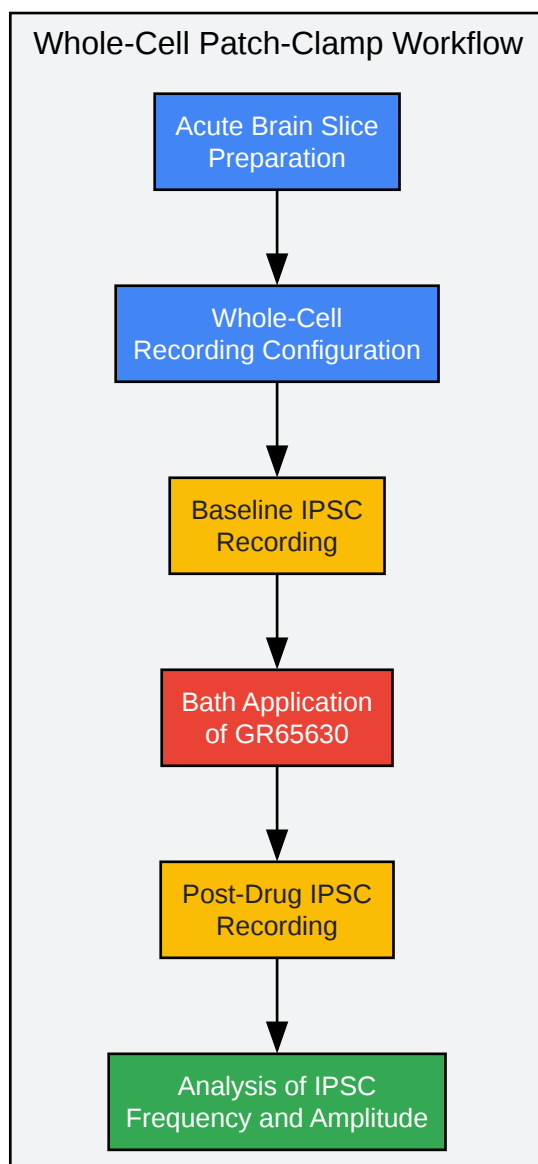 Whole-Cell Patch-Clamp Workflow
Acute Brain Slice
Preparation
Whole-Cell
Recording Configuration
Baseline IPSC
Recording
Bath Application
of GR65630
Post-Drug IPSC
Recording
Analysis of IPSC
Frequency and Amplitude